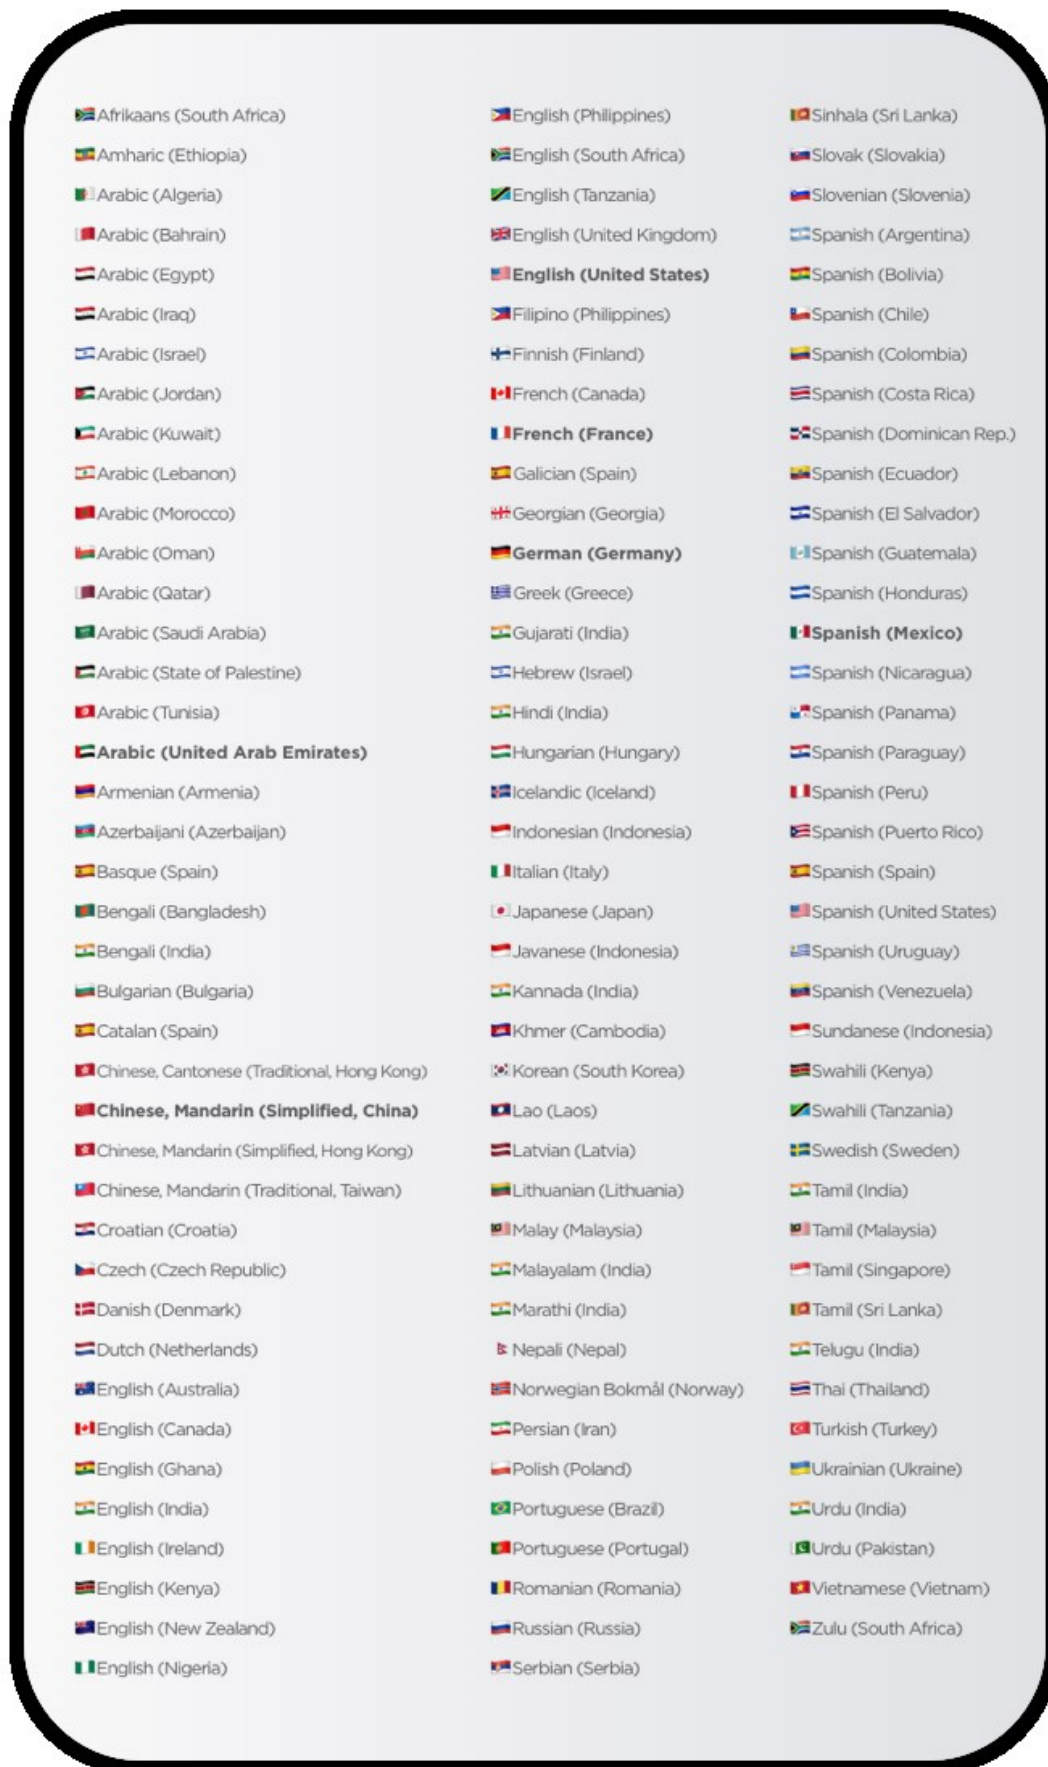 Afrikaans (South Africa)
Amharic (Ethiopia)
Arabic (Algeria)
Arabic (Bahrain)
Arabic (Egypt)
Arabic (Iraq)
Arabic (Israel)
Arabic (Jordan)
Arabic (Kuwait)
Arabic (Lebanon)
Arabic (Morocco)
Arabic (Oman)
Arabic (Qatar)
Arabic (Saudi Arabia)
Arabic (State of Palestine)
Arabic (Tunisia)
Arabic (United Arab Emirates)
Armenian (Armenia)
Azerbaijani (Azerbaijan)
Basque (Spain)
Bengali (Bangladesh)
Bengali (India)
Bulgarian (Bulgaria)
Catalan (Spain)
Chinese, Cantonese (Traditional, Hong Kong)
Chinese, Mandarin (Simplified, China)
Chinese, Mandarin (Simplified, Hong Kong)
Chinese, Mandarin (Traditional, Taiwan)
Croatian (Croatia)
Czech (Czech Republic)
Danish (Denmark)
Dutch (Netherlands)
English (Australia)
English (Canada)
English (Ghana)
English (India)
English (Ireland)
English (Kenya)
English (New Zealand)
English (Nigeria)
English (Philippines)
English (South Africa)
English (Tanzania)
English (United Kingdom)
English (United States)
Filipino (Philippines)
Finnish (Finland)
French (Canada)
French (France)
Galician (Spain)
Georgian (Georgia)
German (Germany)
Greek (Greece)
Gujarati (India)
Hebrew (Israel)
Hindi (India)
Hungarian (Hungary)
Icelandic (Iceland)
Indonesian (Indonesia)
Italian (Italy)
Japanese (Japan)
Javanese (Indonesia)
Kannada (India)
Khmer (Cambodia)
Korean (South Korea)
Lao (Laos)
Latvian (Latvia)
Lithuanian (Lithuania)
Malay (Malaysia)
Malayalam (India)
Marathi (India)
Nepali (Nepal)
Norwegian Bokmål (Norway)
Persian (Iran)
Polish (Poland)
Portuguese (Brazil)
Portuguese (Portugal)
Romanian (Romania)
Russian (Russia)
Serbian (Serbia)
Sinhala (Sri Lanka)
Slovak (Slovakia)
Slovenian (Slovenia)
Spanish (Argentina)
Spanish (Bolivia)
Spanish (Chile)
Spanish (Colombia)
Spanish (Costa Rica)
Spanish (Dominican Rep.)
Spanish (Ecuador)
Spanish (El Salvador)
Spanish (Guatemala)
Spanish (Honduras)
Spanish (Mexico)
Spanish (Nicaragua)
Spanish (Panama)
Spanish (Paraguay)
Spanish (Peru)
Spanish (Puerto Rico)
Spanish (Spain)
Spanish (United States)
Spanish (Uruguay)
Spanish (Venezuela)
Sundanese (Indonesia)
Swahili (Kenya)
Swahili (Tanzania)
Swedish (Sweden)
Tamil (India)
Tamil (Malaysia)
Tamil (Singapore)
Tamil (Sri Lanka)
Telugu (India)
Thai (Thailand)
Turkish (Turkey)
Ukrainian (Ukraine)
Urdu (India)
Urdu (Pakistan)
Vietnamese (Vietnam)
Zulu (South Africa)